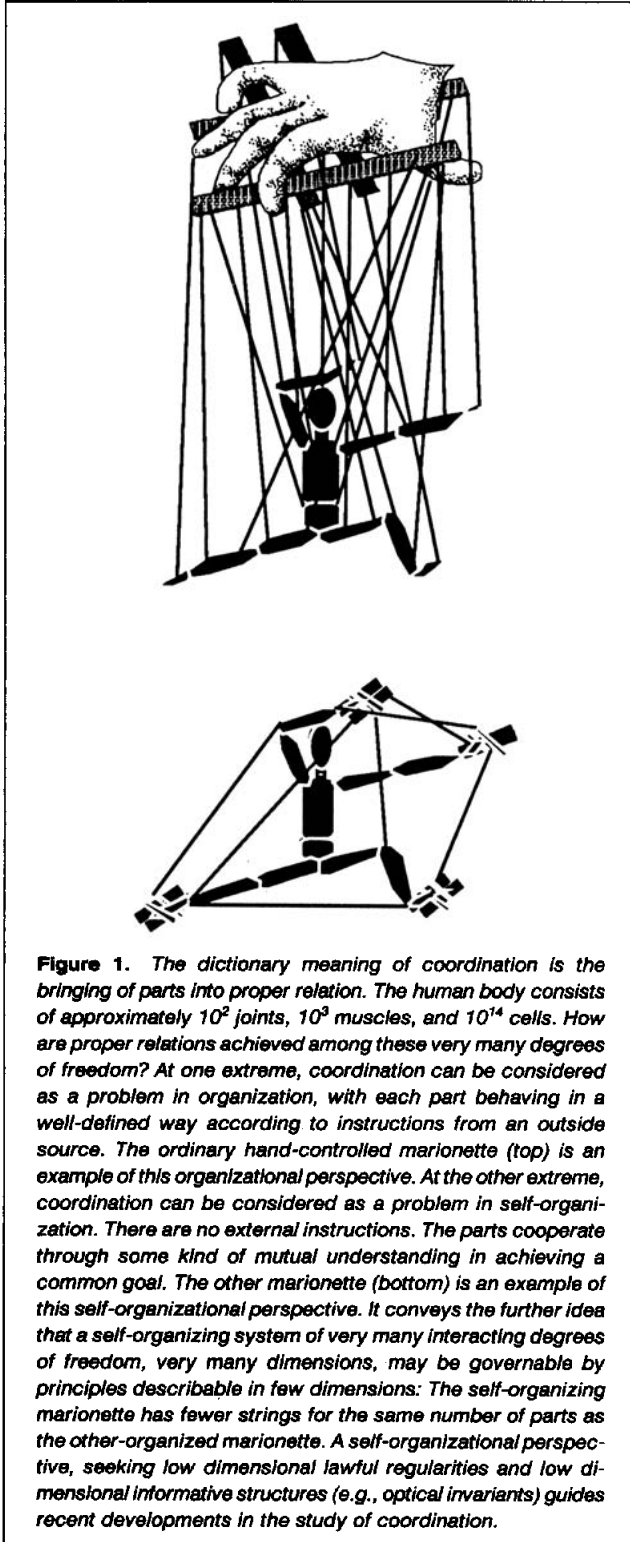 Figure 1. The dictionary meaning of coordination is the
bringing of parts into proper relation. The human body consists
of approximately 10² joints, 10³ muscles, and 10¹⁴ cells. How
are proper relations achieved among these very many degrees
of freedom? At one extreme, coordination can be considered
as a problem in organization, with each part behaving in a
well-defined way according to instructions from an outside
source. The ordinary hand-controlled marionette (top) is an
example of this organizational perspective. At the other extreme,
coordination can be considered as a problem in self-organi-
zation. There are no external instructions. The parts cooperate
through some kind of mutual understanding in achieving a
common goal. The other marionette (bottom) is an example of
this self-organizational perspective. It conveys the further idea
that a self-organizing system of very many interacting degrees
of freedom, very many dimensions, may be governable by
principles describable in few dimensions: The self-organizing
marionette has fewer strings for the same number of parts as
the other-organized marionette. A self-organizational perspec-
tive, seeking low dimensional lawful regularities and low di-
mensional informative structures (e.g., optical invariants) guides
recent developments in the study of coordination.